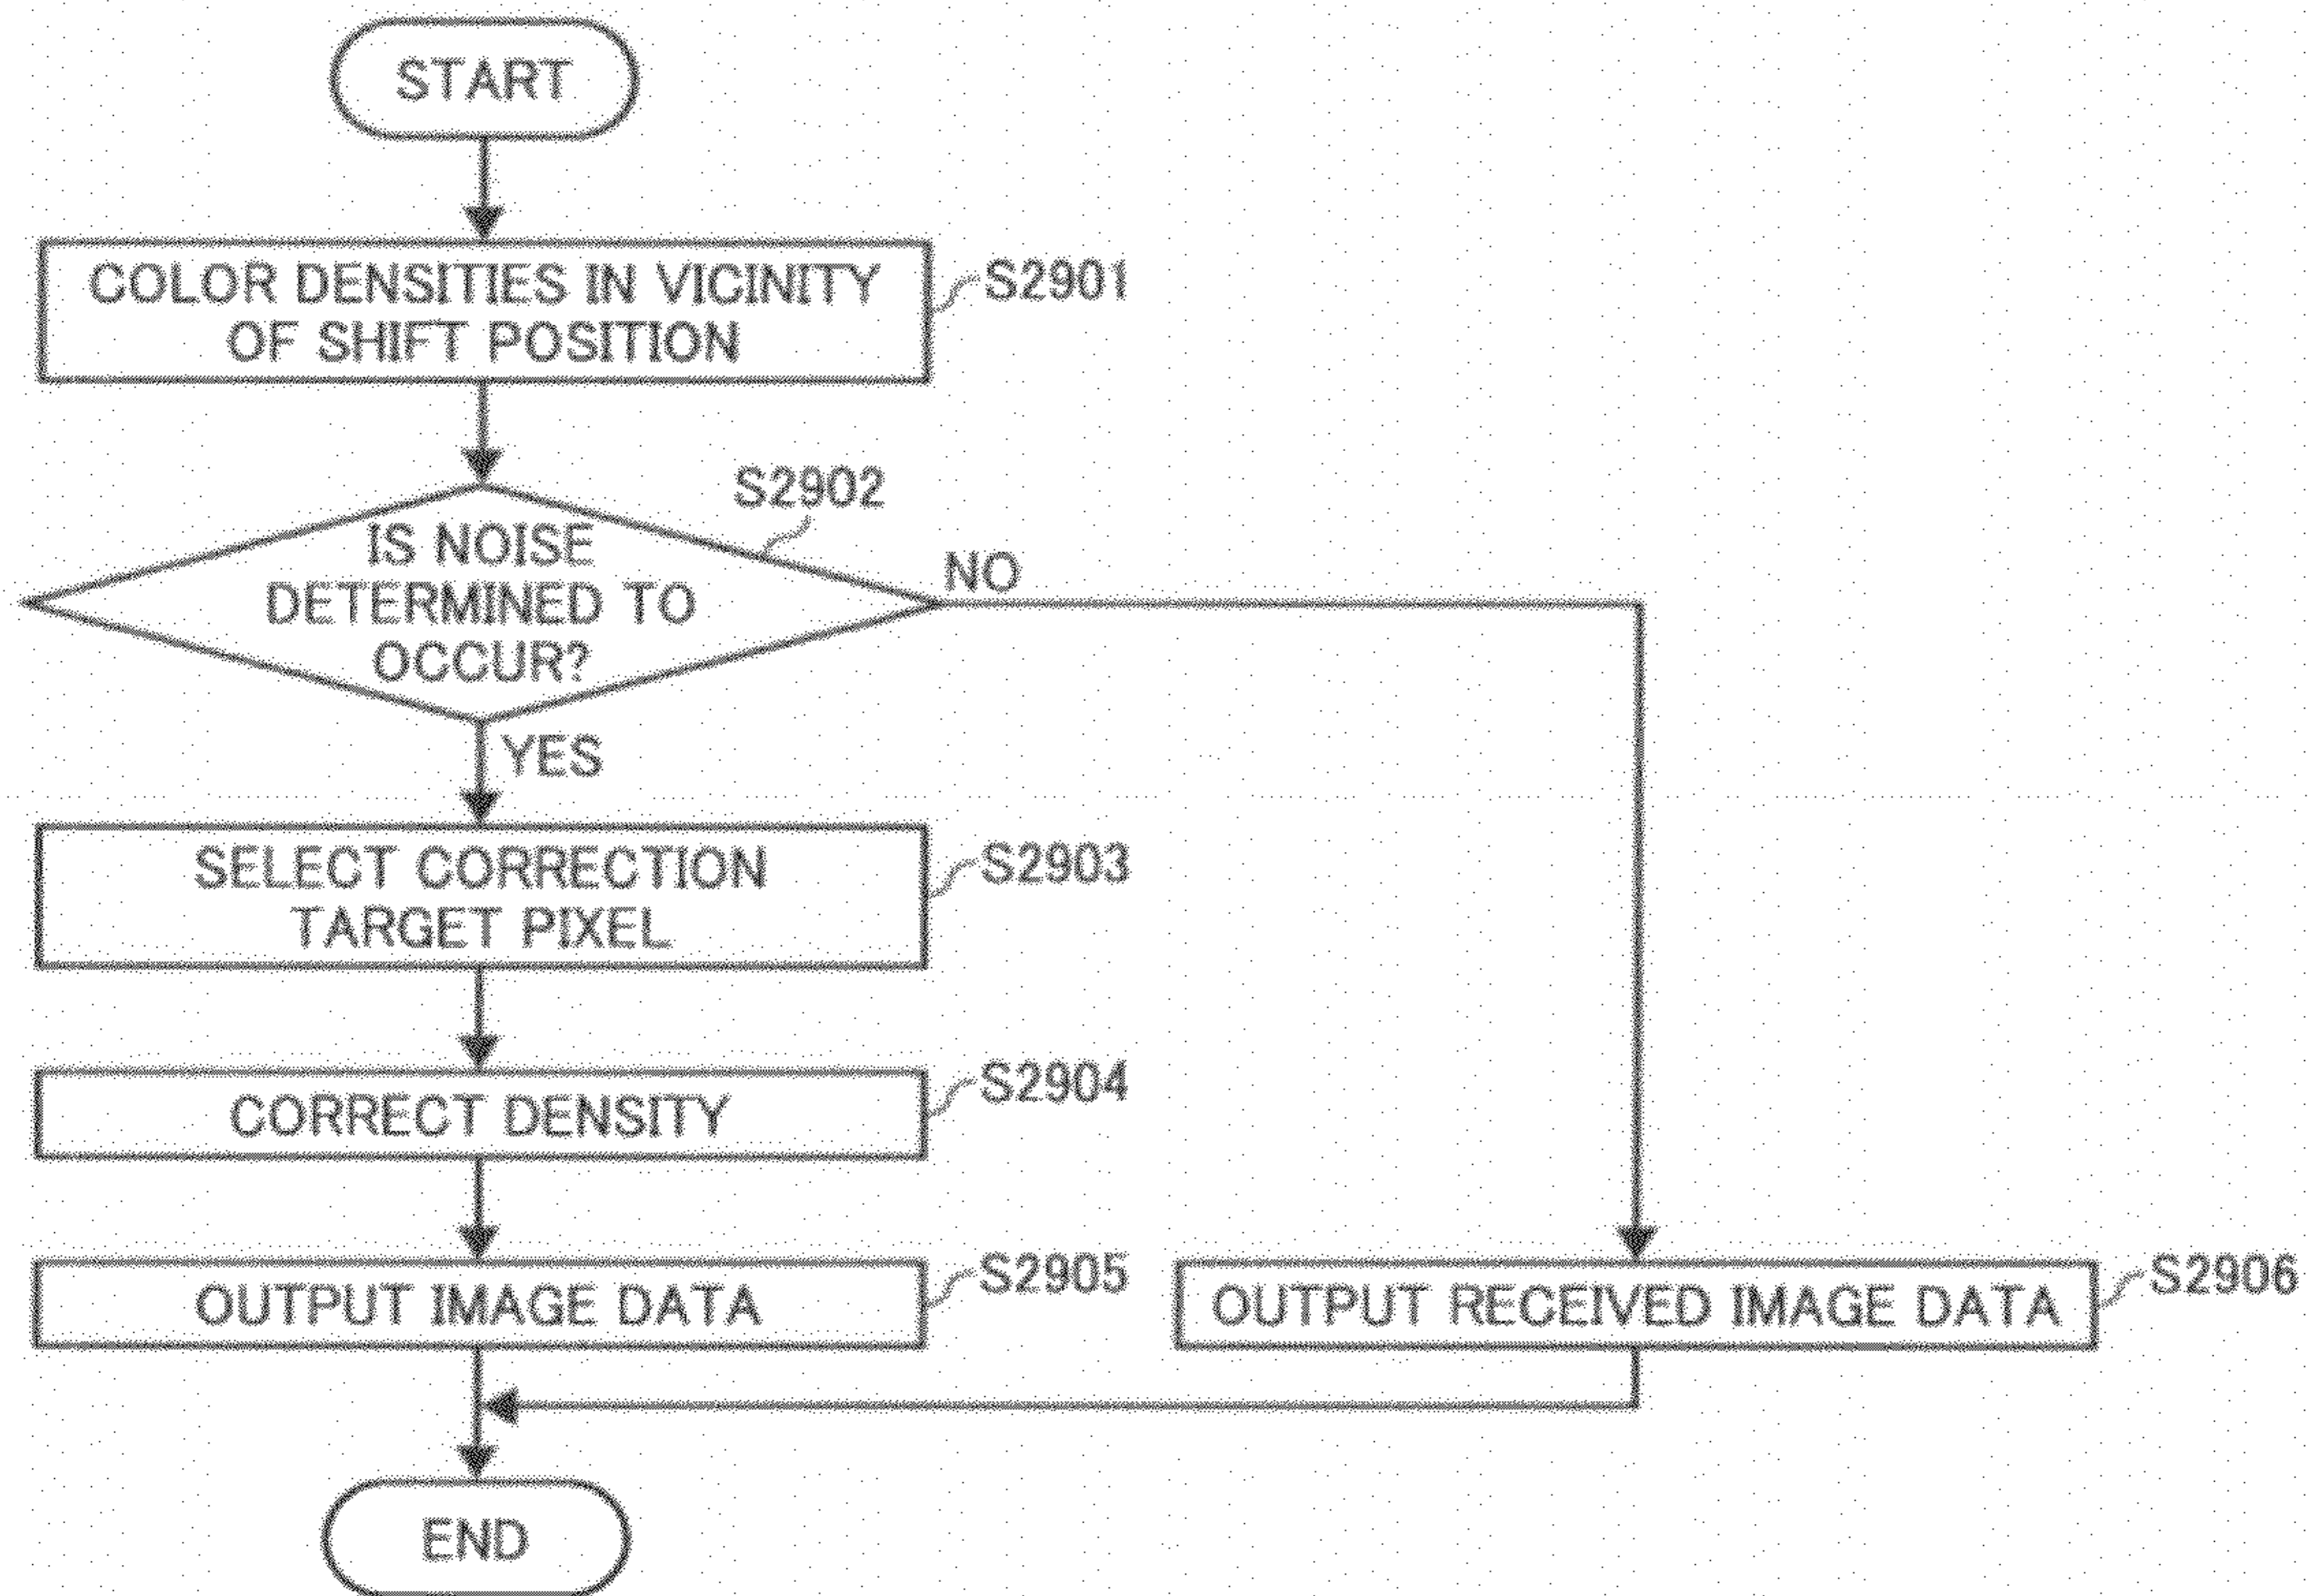 START
COLOR DENSITIES IN VICINITY
OF SHIFT POSITION
S2901
S2902
IS NOISE
DETERMINED TO
OCCUR?
NO
YES
SELECT CORRECTION
TARGET PIXEL
S2903
CORRECT DENSITY
S2904
OUTPUT IMAGE DATA
S2905
OUTPUT RECEIVED IMAGE DATA
S2906
END